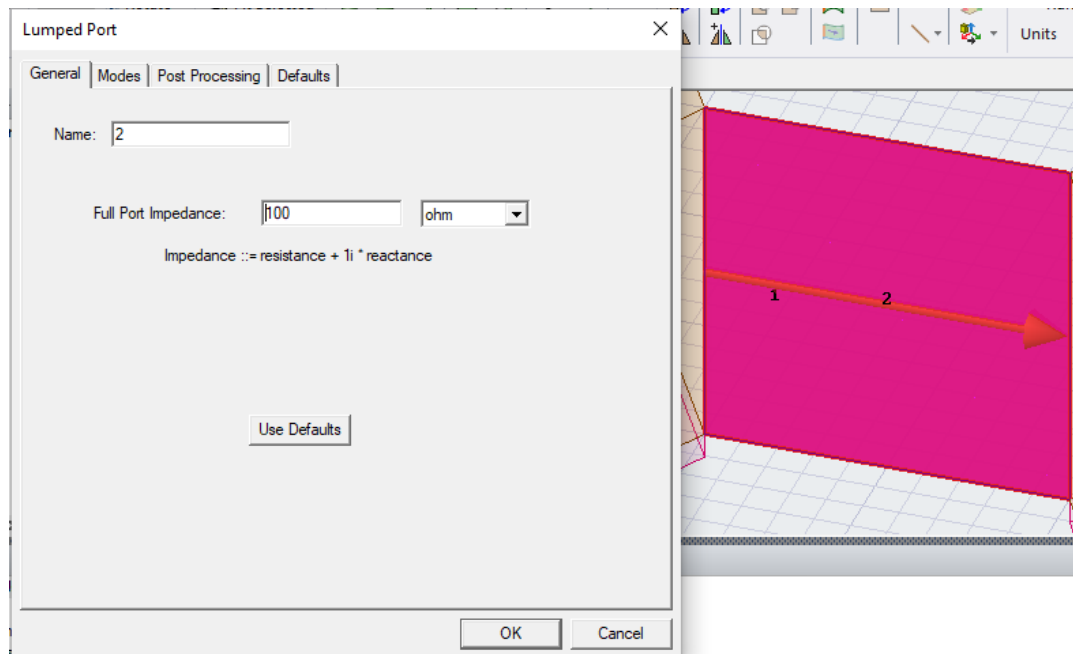 Lumped Port
Units
General Modes Post Processing Defaults
Name: 2
Full Port Impedance: 100 ohm
Impedance ::= resistance + 1i * reactance
1 2
Use Defaults
OK Cancel